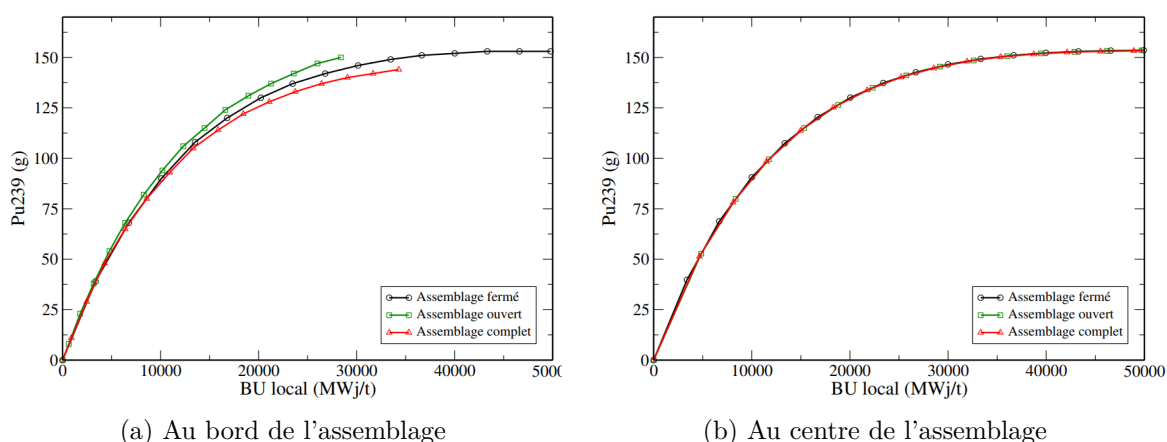 150
125
100
75
50
25
0
Pu239 (g)
0 10000 20000 30000 40000 5000
BU local (MWj/t)
Assemblage fermé
Assemblage ouvert
Assemblage complet
(a) Au bord de l'assemblage
150
125
100
75
50
25
0
Pu239 (g)
0 10000 20000 30000 40000 50000
BU local (MWj/t)
Assemblage fermé
Assemblage ouvert
Assemblage complet
(b) Au centre de l'assemblage